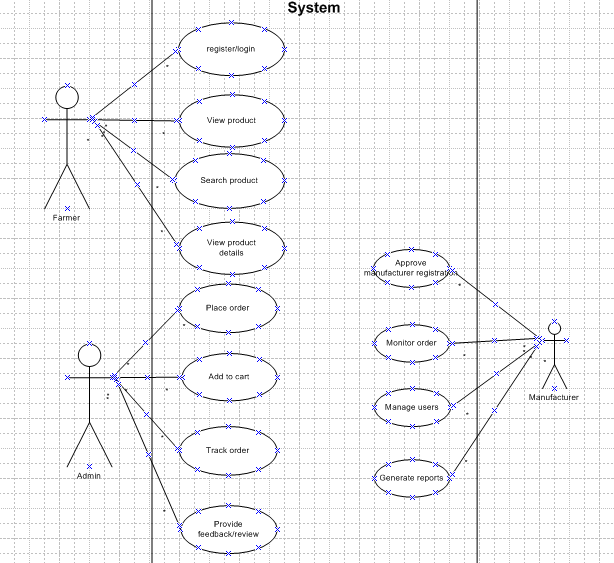 System
register/login
View product
Search product
Farmer
View product
details
Approve
manufacturer registration
Place order
Monitor order
Add to cart
Manufacturer
Manage users
Track order
Admin
Generate reports
Provide
feedback/review